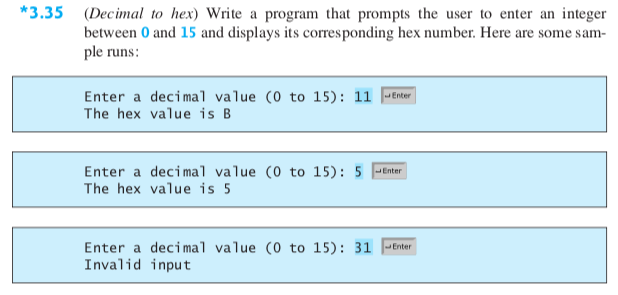 *3.35 (Decimal to hex) Write a program that prompts the user to enter an integer
between 0 and 15 and displays its corresponding hex number. Here are some sam-
ple runs:
Enter a decimal value (0 to 15): 11 ↵Enter
The hex value is B
Enter a decimal value (0 to 15): 5 ↵Enter
The hex value is 5
Enter a decimal value (0 to 15): 31 ↵Enter
Invalid input